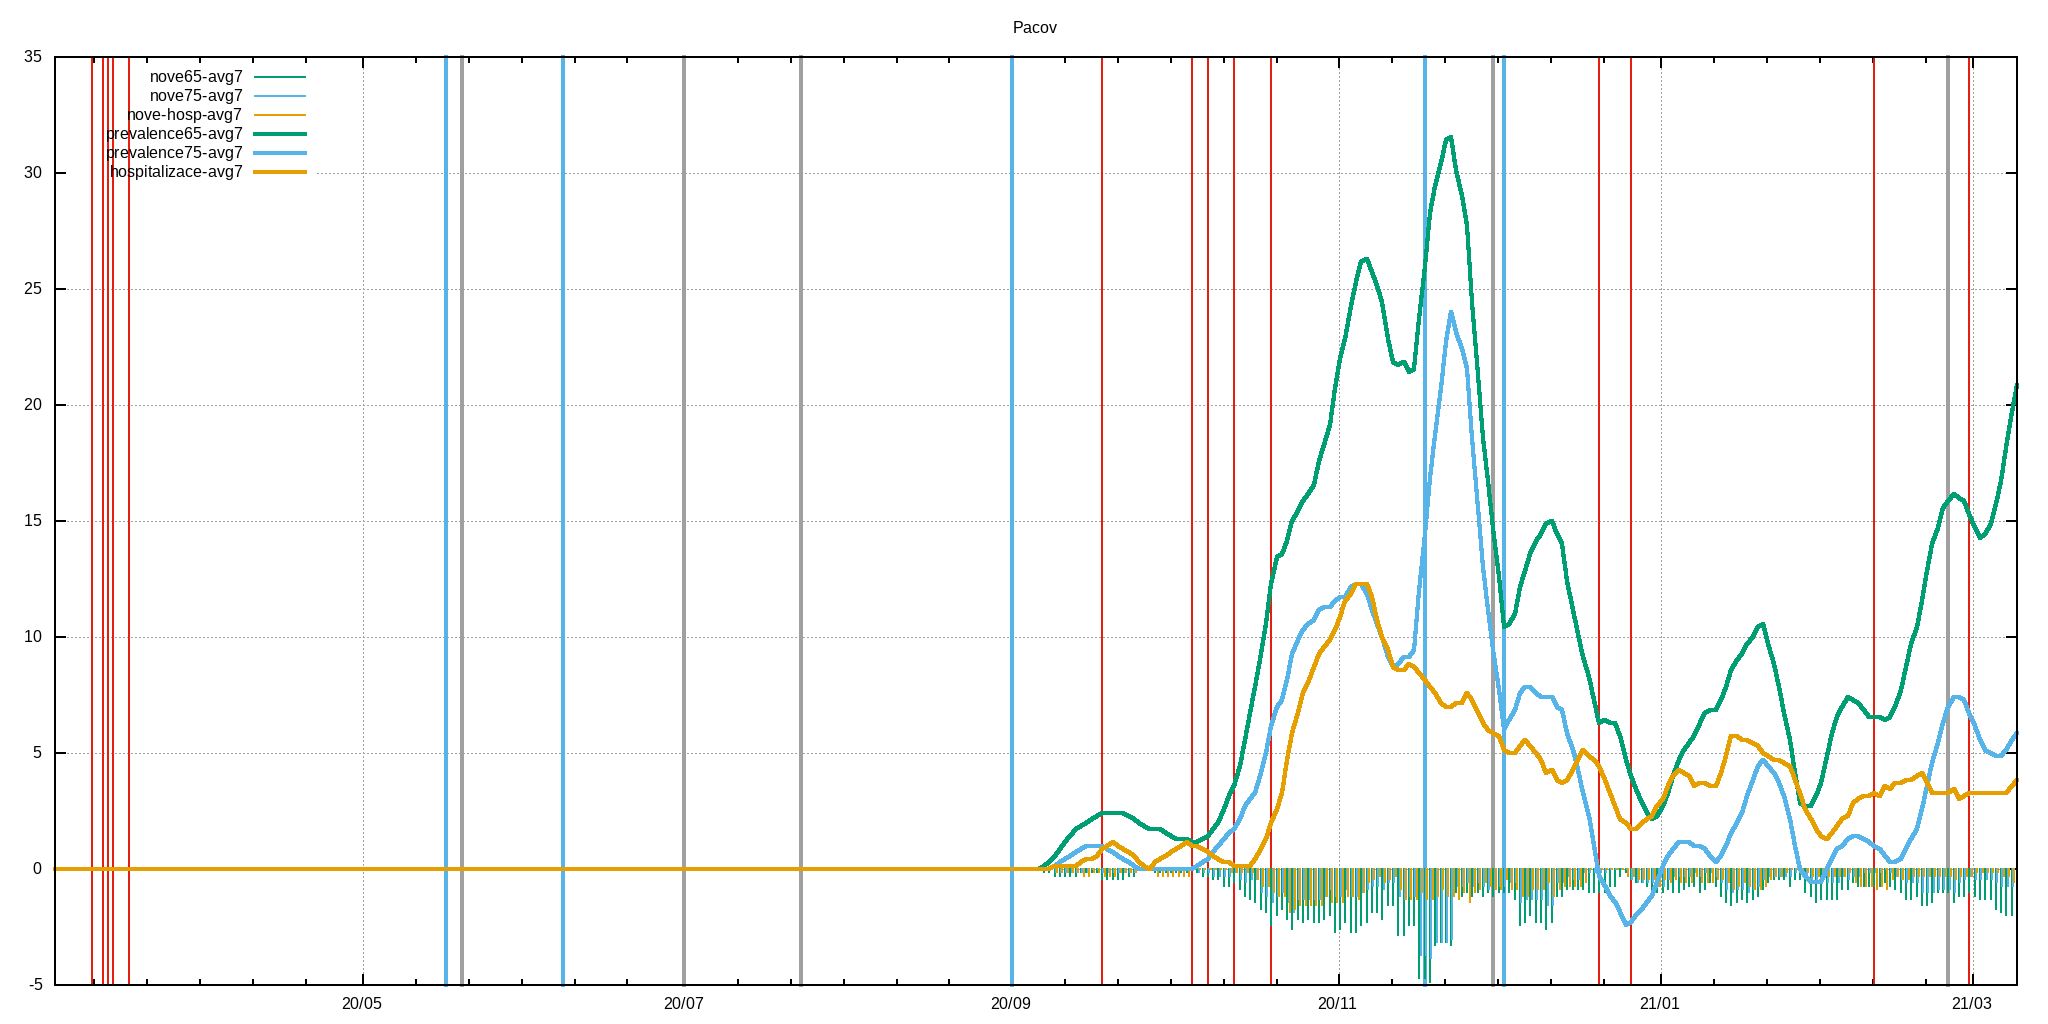 Pacov
35
nove65-avg7
nove75-avg7
nove-hosp-avg7
prevalence65-avg7
prevalence75-avg7
hospitalizace-avg7
30
25
20
15
10
5
0
-5
20/05 20/07 20/09 20/11 21/01 21/03